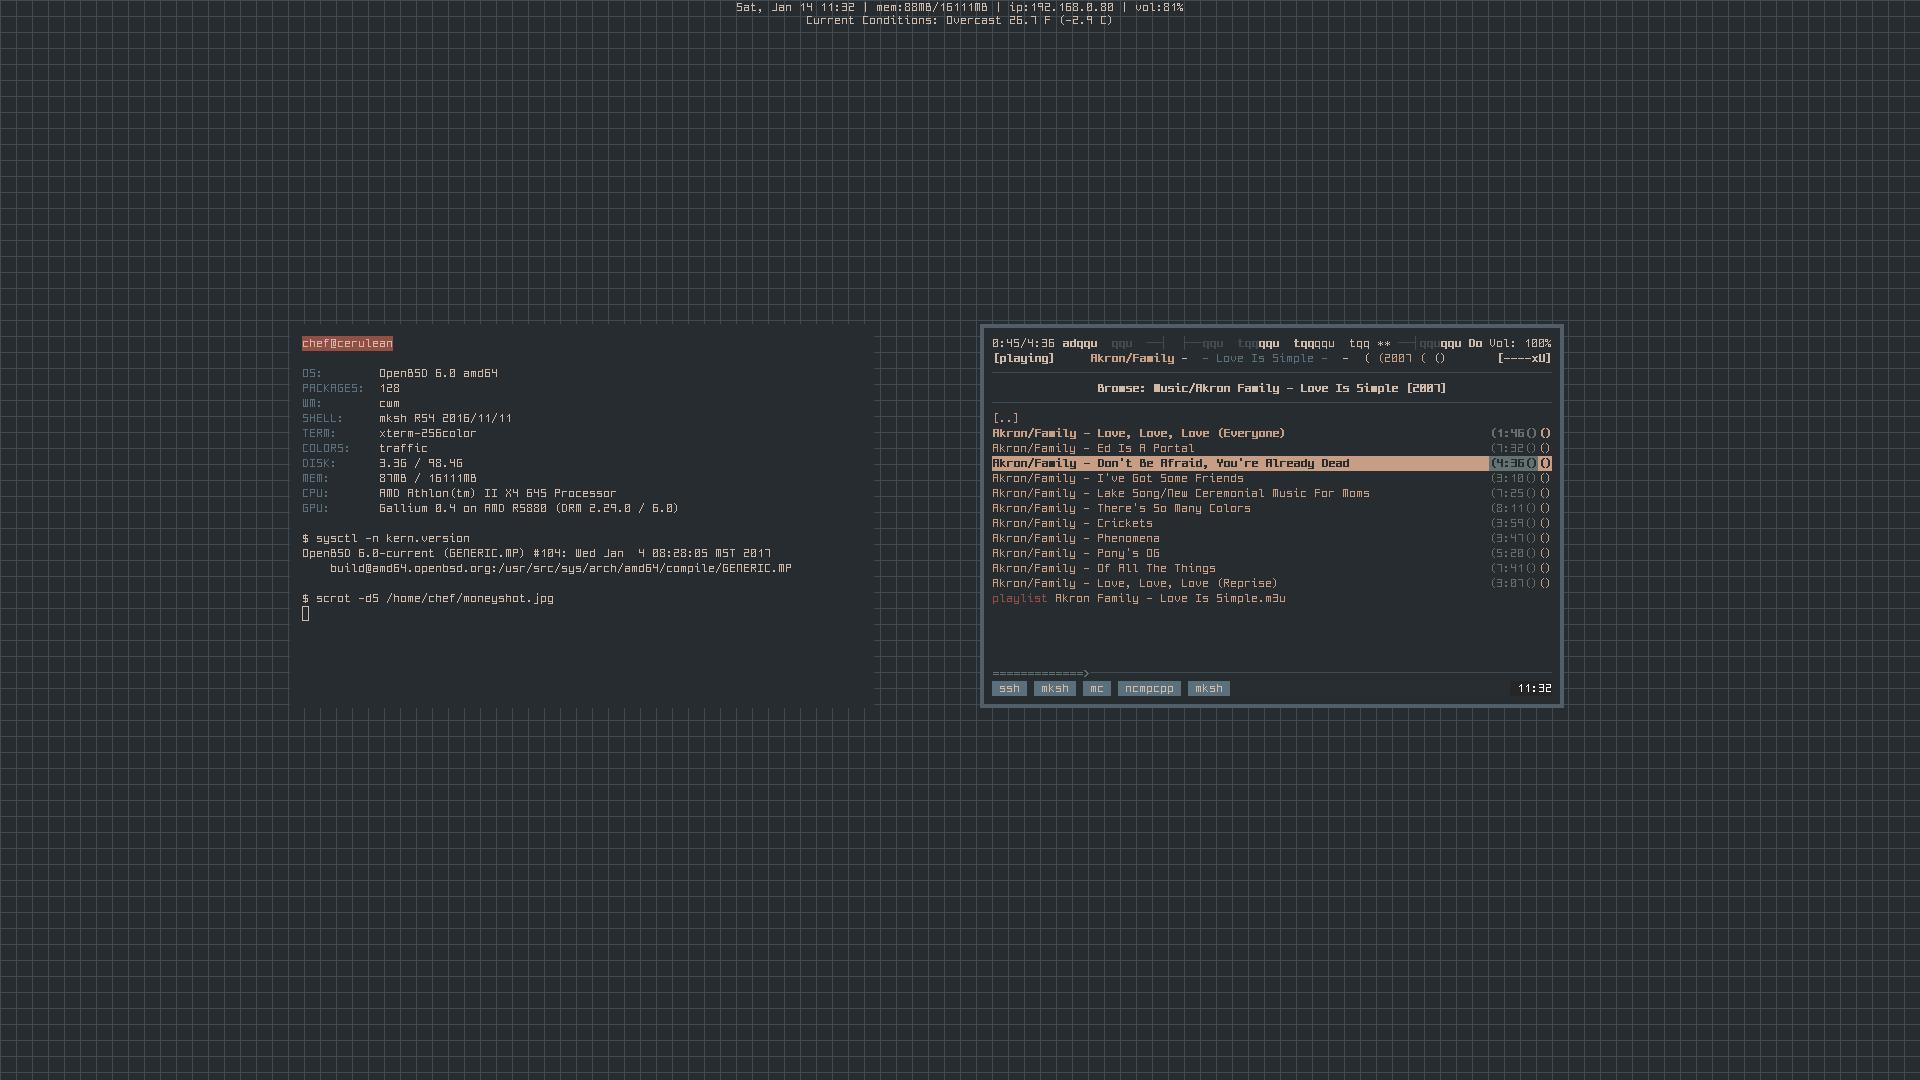 Sat, Jan 14 11:32 | mem:88MB/16111MB | ip:192.168.0.80 | vol:81%
Current Conditions: Overcast 26.7 F (-2.9 C)
chef@cerulean
OS: OpenBSD 6.0 amd64
PACKAGES: 128
WM: cwm
SHELL: mksh R54 2016/11/11
TERM: xterm-256color
COLORS: traffic
DISK: 3.3G / 98.4G
MEM: 87MB / 16111MB
CPU: AMD Athlon(tm) II X4 645 Processor
GPU: Gallium 0.4 on AMD RS880 (DRM 2.29.0 / 6.0)
$ sysctl -n kern.version
OpenBSD 6.0-current (GENERIC.MP) #104: Wed Jan  4 08:28:05 MST 2017
build@amd64.openbsd.org:/usr/src/sys/arch/amd64/compile/GENERIC.MP
$ scrot -d5 /home/chef/moneyshot.jpg
0:45/4:36 adqqu qqu ──┤ ├──qqu tqqqqu tqqqqu tqq ** ──┤qquqqu Do Vol: 100%
[playing] Akron/Family - - Love Is Simple - - ( (2007 ( () [----xU]
Browse: Music/Akron Family - Love Is Simple [2007]
[..]
Akron/Family - Love, Love, Love (Everyone) (1:46() ()
Akron/Family - Ed Is A Portal (7:32() ()
Akron/Family - Don't Be Afraid, You're Already Dead (4:36() ()
Akron/Family - I've Got Some Friends (3:10() ()
Akron/Family - Lake Song/New Ceremonial Music For Moms (7:25() ()
Akron/Family - There's So Many Colors (8:11() ()
Akron/Family - Crickets (3:59() ()
Akron/Family - Phenomena (3:47() ()
Akron/Family - Pony's OG (5:20() ()
Akron/Family - Of All The Things (7:41() ()
Akron/Family - Love, Love, Love (Reprise) (3:07() ()
playlist Akron Family - Love Is Simple.m3u
=============>
ssh mksh mc ncmpcpp mksh 11:32